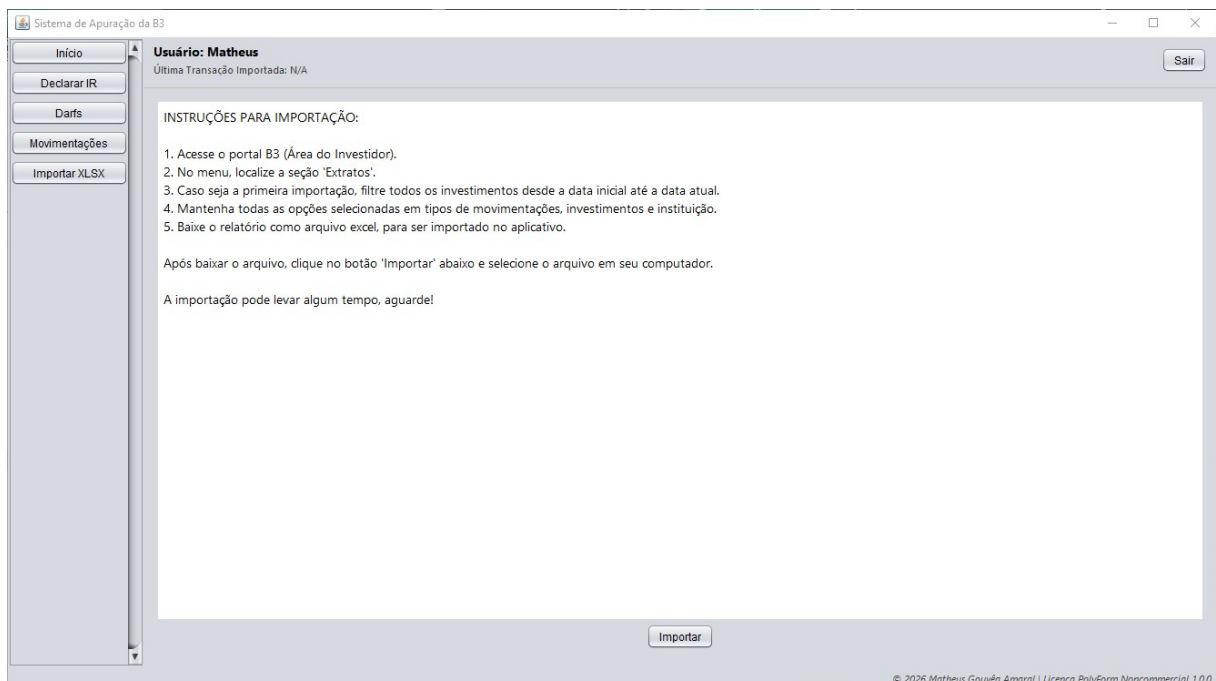 Sistema de Apuração da B3
Início
Declarar IR
Darfs
Movimentações
Importar XLSX
Usuário: Matheus
Última Transação Importada: N/A
Sair
INSTRUÇÕES PARA IMPORTAÇÃO:
1. Acesse o portal B3 (Área do Investidor).
2. No menu, localize a seção 'Extratos'.
3. Caso seja a primeira importação, filtre todos os investimentos desde a data inicial até a data atual.
4. Mantenha todas as opções selecionadas em tipos de movimentações, investimentos e instituição.
5. Baixe o relatório como arquivo excel, para ser importado no aplicativo.
Após baixar o arquivo, clique no botão 'Importar' abaixo e selecione o arquivo em seu computador.
A importação pode levar algum tempo, aguarde!
Importar
© 2026 Matheus Gouvêa Amaral | Licença PolyForm Noncommercial 1.0.0